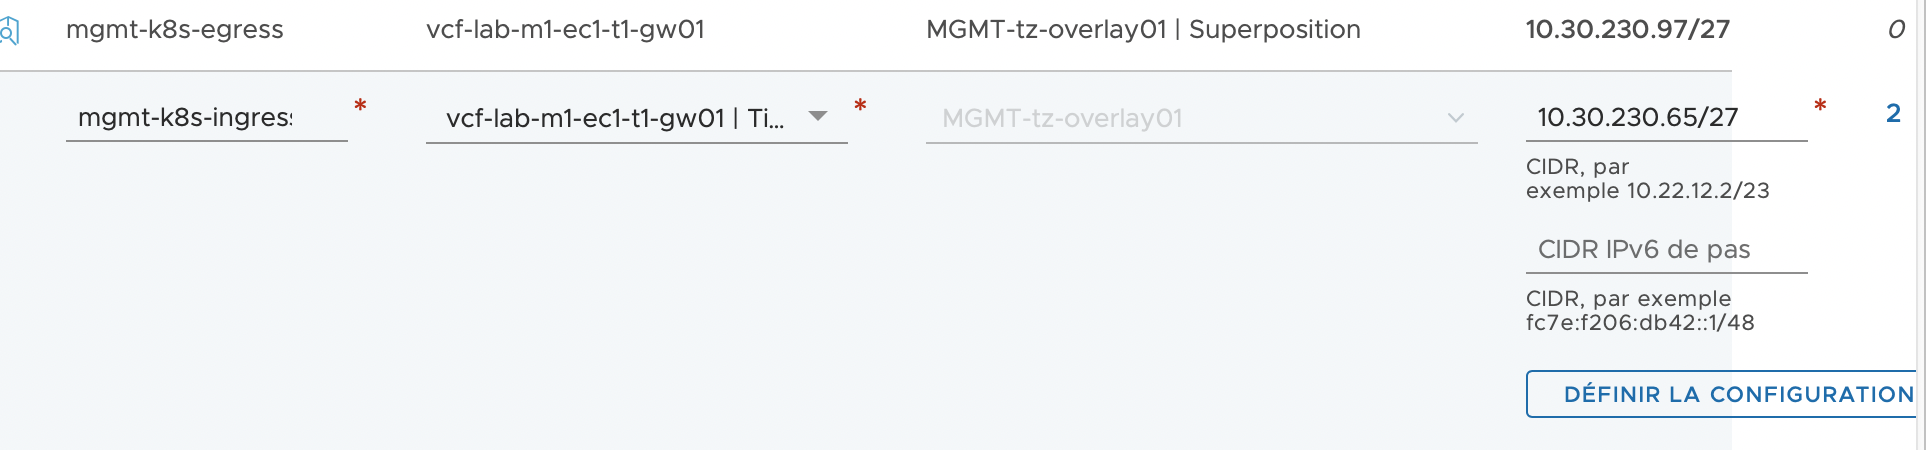 mgmt-k8s-egress vcf-lab-m1-ec1-t1-gw01 MGMT-tz-overlay01 | Superposition 10.30.230.97/27 0
mgmt-k8s-ingres * vcf-lab-m1-ec1-t1-gw01 | Ti... * MGMT-tz-overlay01 10.30.230.65/27 * 2
CIDR, par
exemple 10.22.12.2/23
CIDR IPv6 de pas
CIDR, par exemple
fc7e:f206:db42::1/48
DÉFINIR LA CONFIGURATION